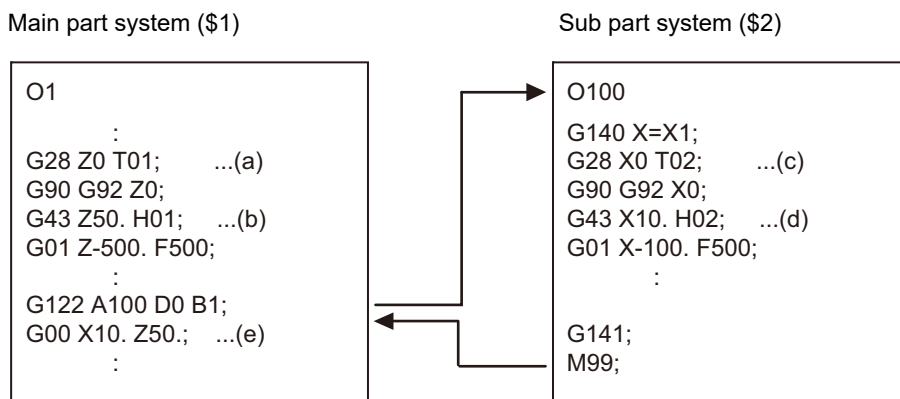 Main part system ($1)
O1
:
G28 Z0 T01; ...(a)
G90 G92 Z0;
G43 Z50. H01; ...(b)
G01 Z-500. F500;
:
G122 A100 D0 B1;
G00 X10. Z50.; ...(e)
:
Sub part system ($2)
O100
G140 X=X1;
G28 X0 T02; ...(c)
G90 G92 X0;
G43 X10. H02; ...(d)
G01 X-100. F500;
:
G141;
M99;